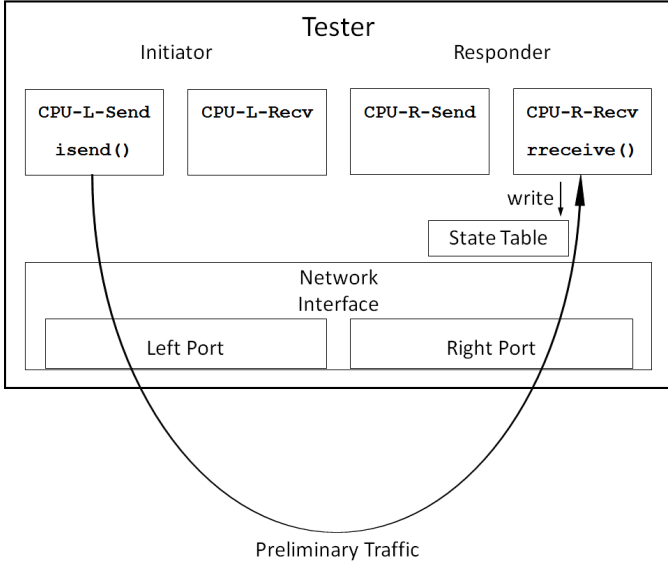 Tester
Initiator
Responder
CPU-L-Send
isend()
CPU-L-Recv
CPU-R-Send
CPU-R-Recv
rreceive()
write
State Table
Network
Interface
Left Port
Right Port
Preliminary Traffic